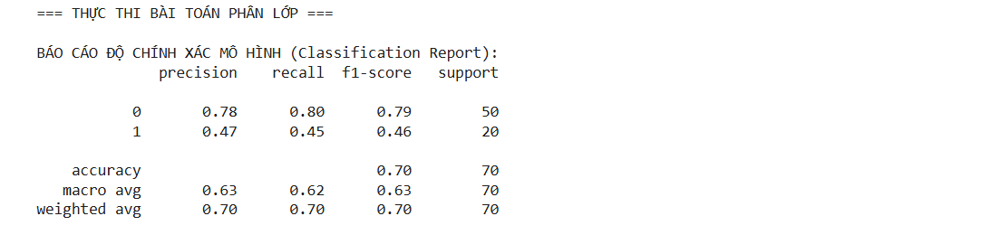 === THỰC THI BÀI TOÁN PHÂN LỚP ===
BÁO CÁO ĐỘ CHÍNH XÁC MÔ HÌNH (Classification Report):
precision recall f1-score support
0 0.78 0.80 0.79 50
1 0.47 0.45 0.46 20
accuracy 0.70 70
macro avg 0.63 0.62 0.63 70
weighted avg 0.70 0.70 0.70 70